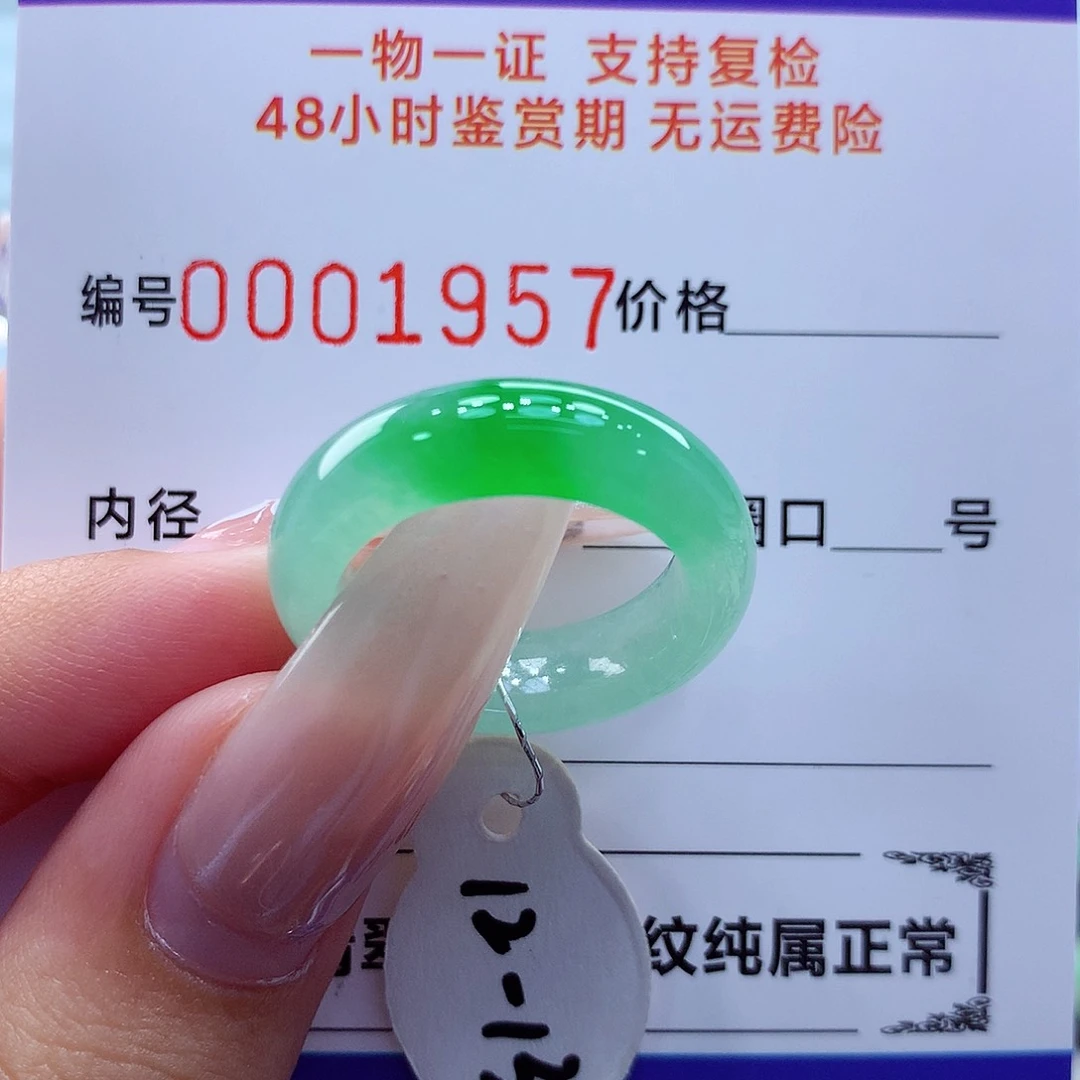 一物一证 支持复检
48小时鉴赏期 无运费险
编号0001957价格
内径 圈口 号
纹纯属正常
12-1